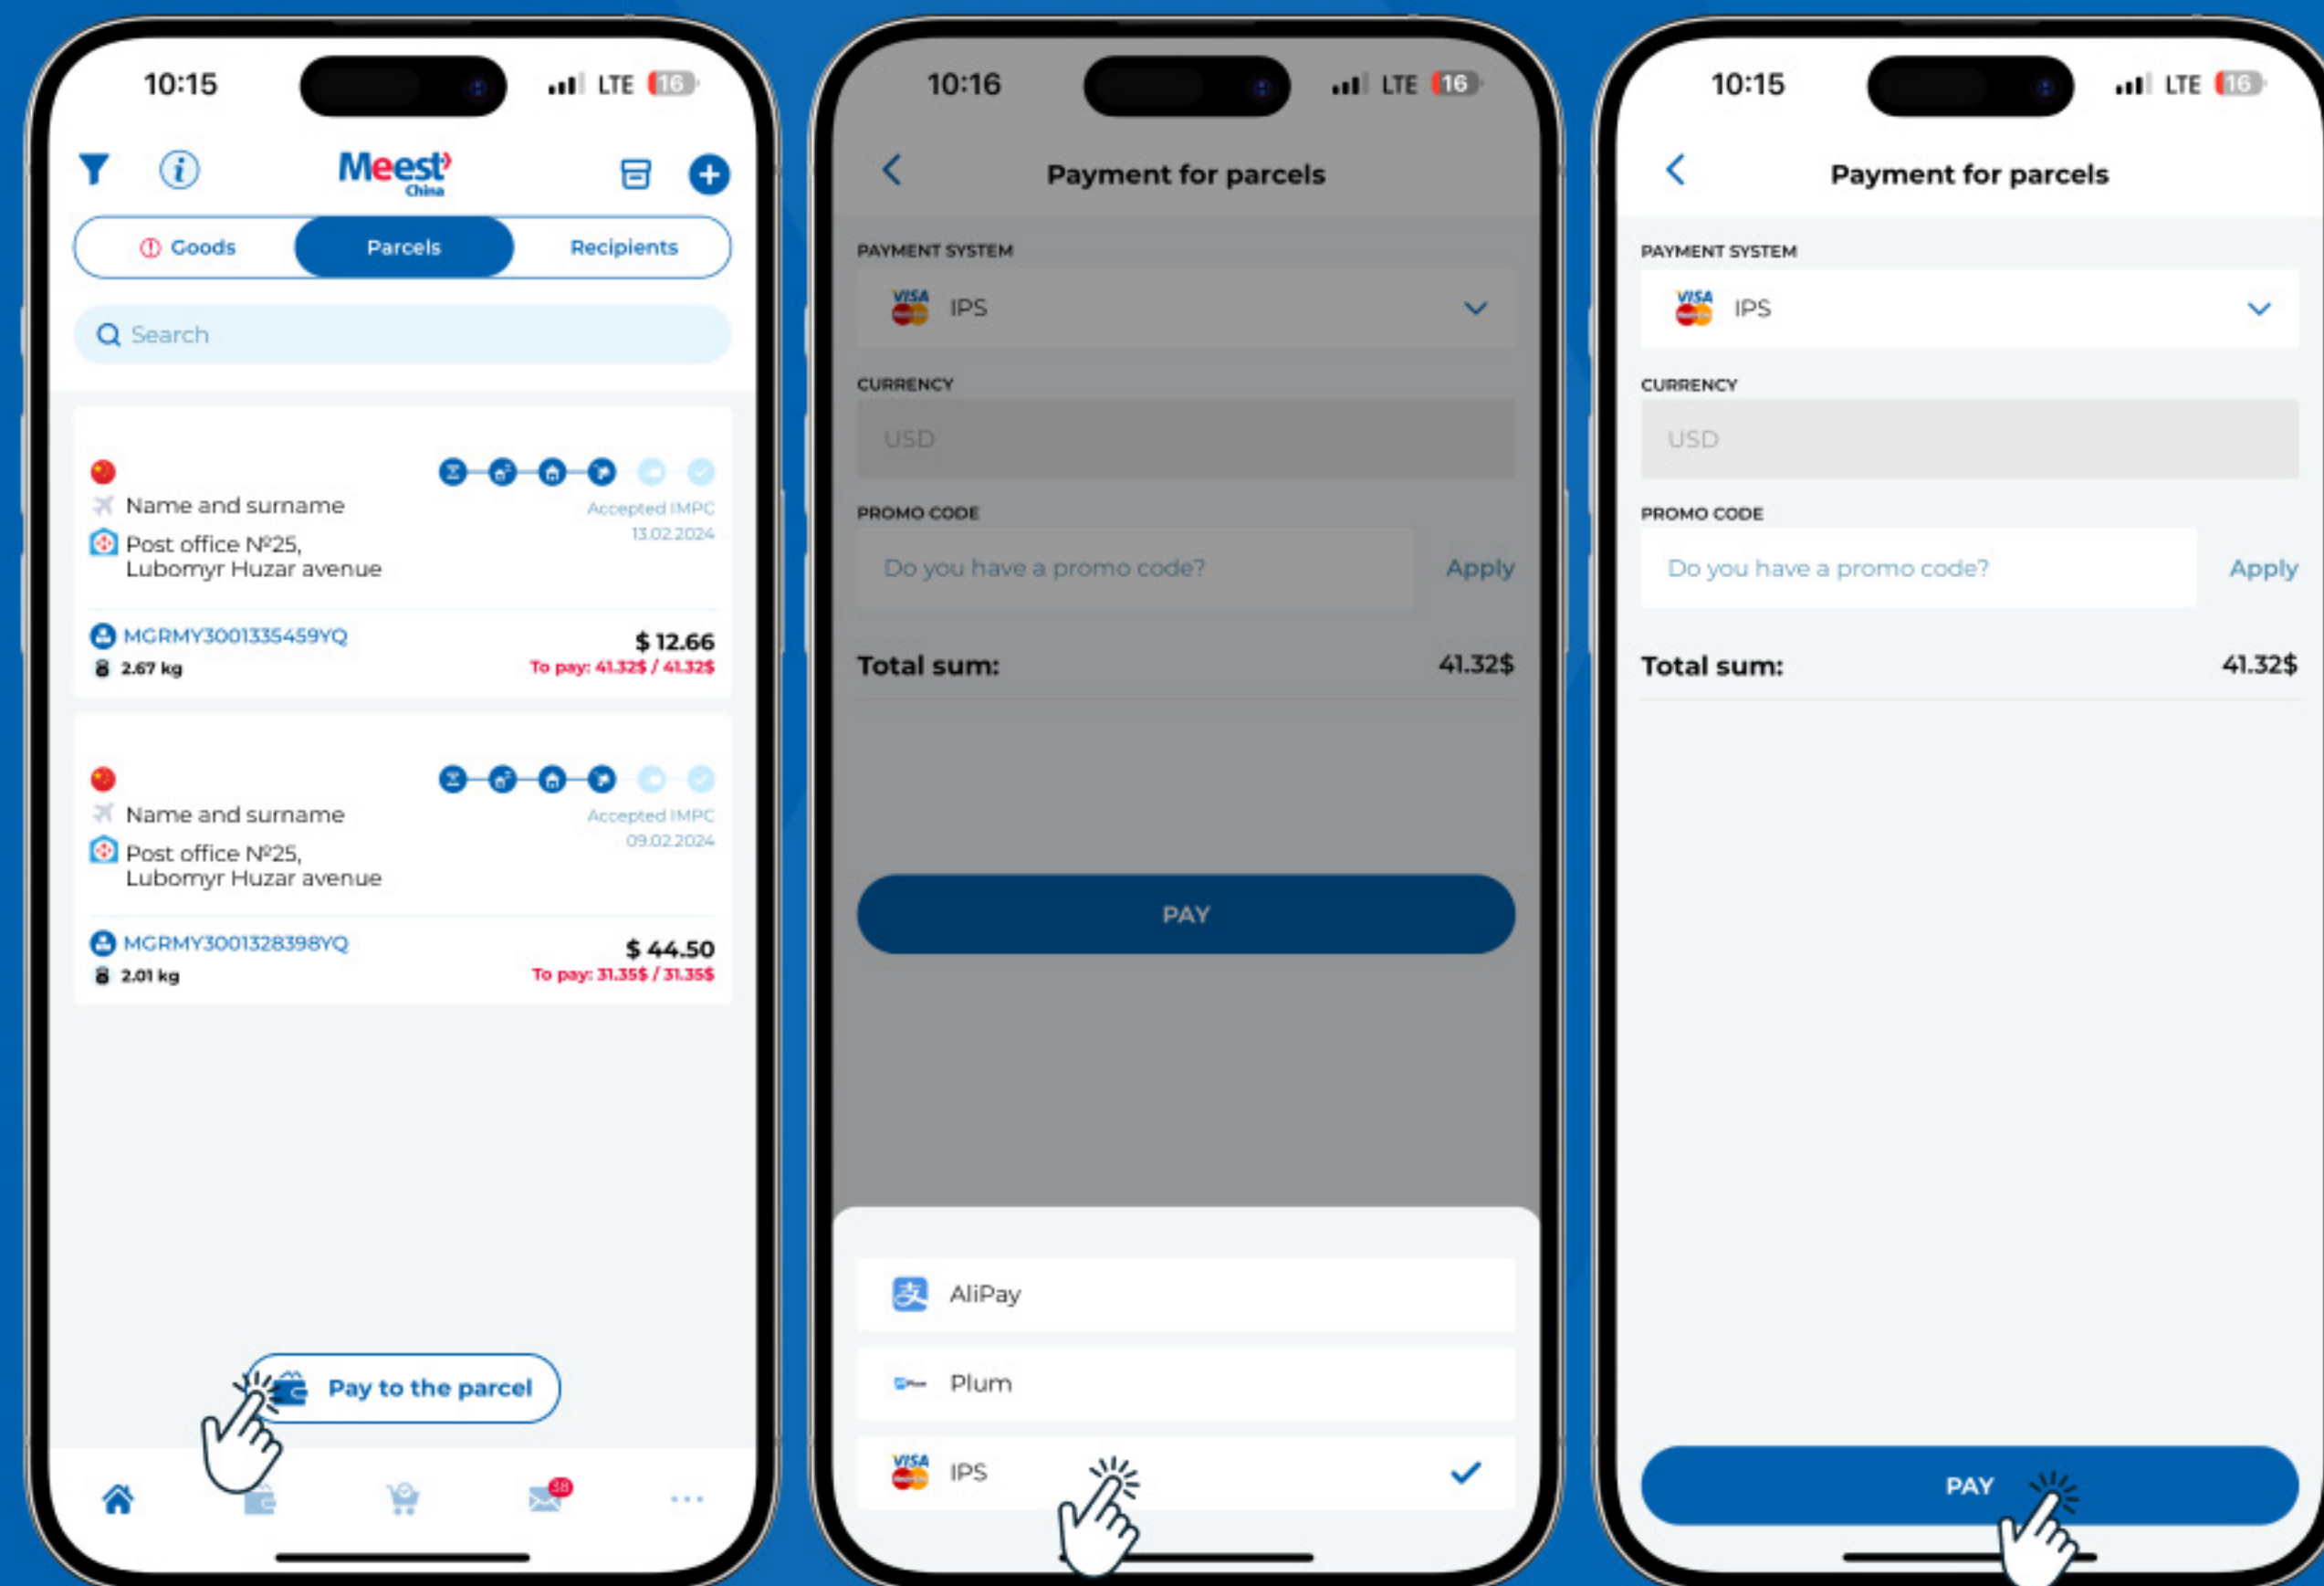 10:15
LTE 16
Meest
China
Goods
Parcels
Recipients
Search
Name and surname
Accepted IMPC
13.02.2024
Post office №25,
Lubomyr Huzar avenue
MGRMY3001335459YQ
$ 12.66
2.67 kg
To pay: 41.32$ / 41.32$
Name and surname
Accepted IMPC
09.02.2024
Post office №25,
Lubomyr Huzar avenue
MGRMY3001328398YQ
$ 44.50
2.01 kg
To pay: 31.35$ / 31.35$
Pay to the parcel
38
10:16
LTE 16
Payment for parcels
PAYMENT SYSTEM
VISA
IPS
CURRENCY
USD
PROMO CODE
Do you have a promo code?
Apply
Total sum:
41.32$
PAY
支
AliPay
Plum
VISA
IPS
10:15
LTE 16
Payment for parcels
PAYMENT SYSTEM
VISA
IPS
CURRENCY
USD
PROMO CODE
Do you have a promo code?
Apply
Total sum:
41.32$
PAY